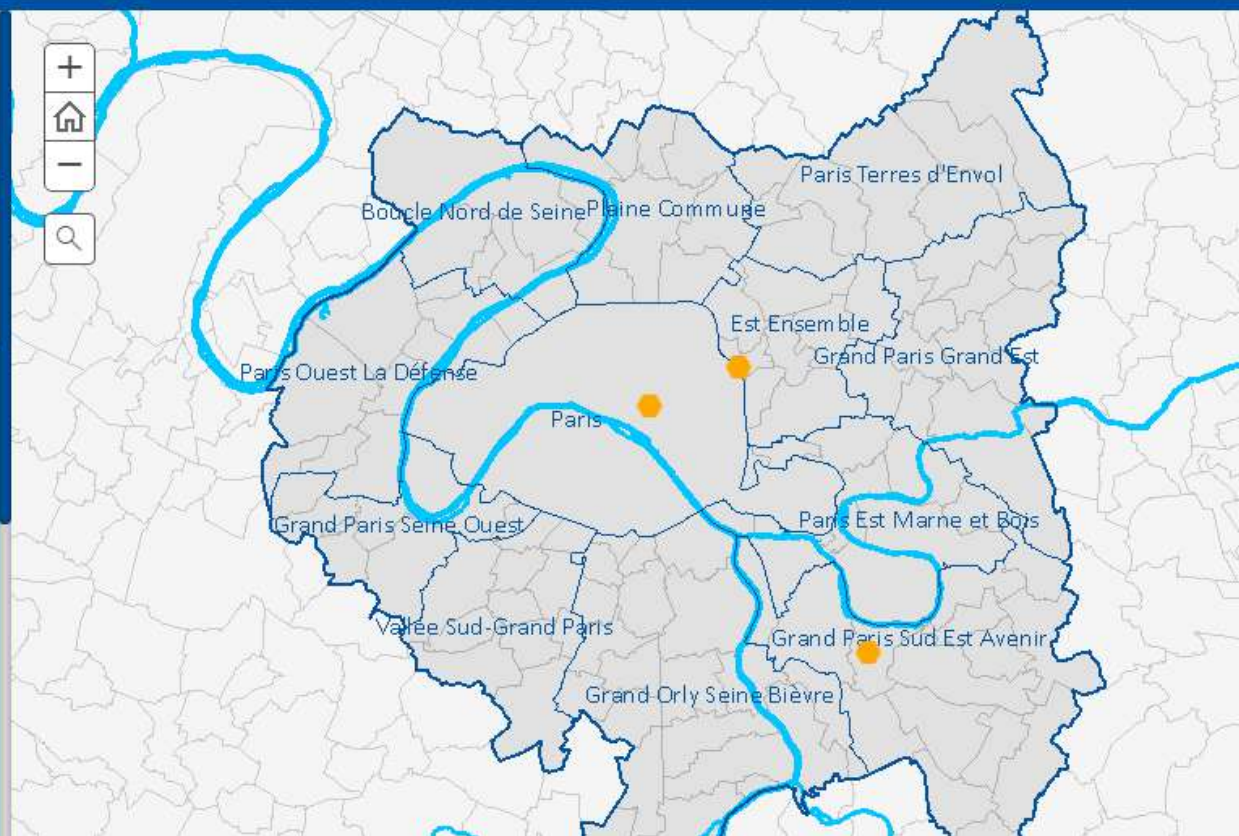 +
−
Paris Terres d'Envol
Boucle Nord de Seine
Plaine Commune
Est Ensemble
Grand Paris Grand Est
Paris Ouest La Défense
Paris
Grand Paris Seine Ouest
Paris Est Marne et Bois
Vallée Sud-Grand Paris
Grand Paris Sud Est Avenir
Grand Orly Seine Bièvre